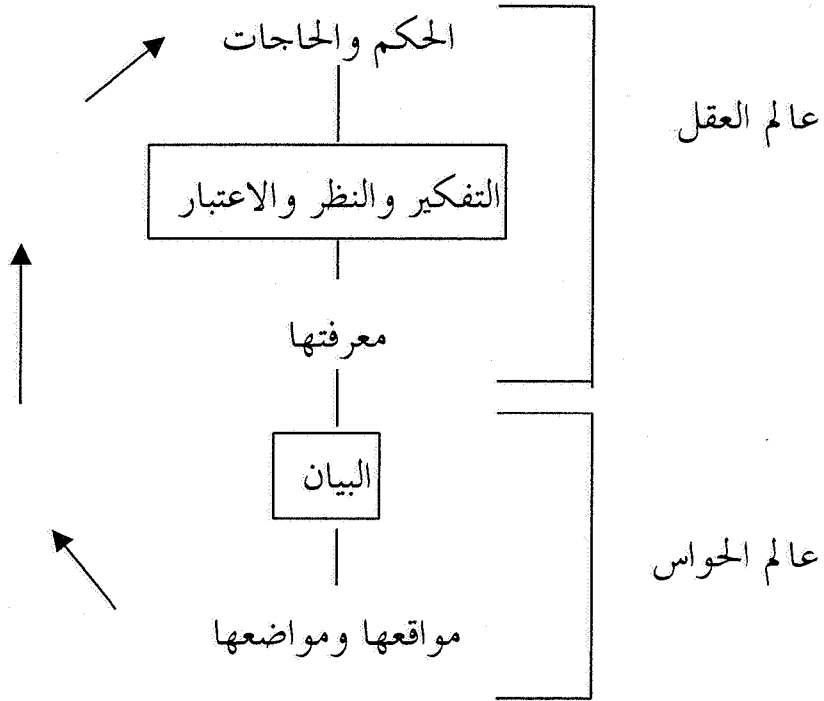 الحكم والحاجات
عالم العقل
التفكير والنظر والاعتبار
معرفتها
البيان
عالم الحواس
مواقعها ومواضعها